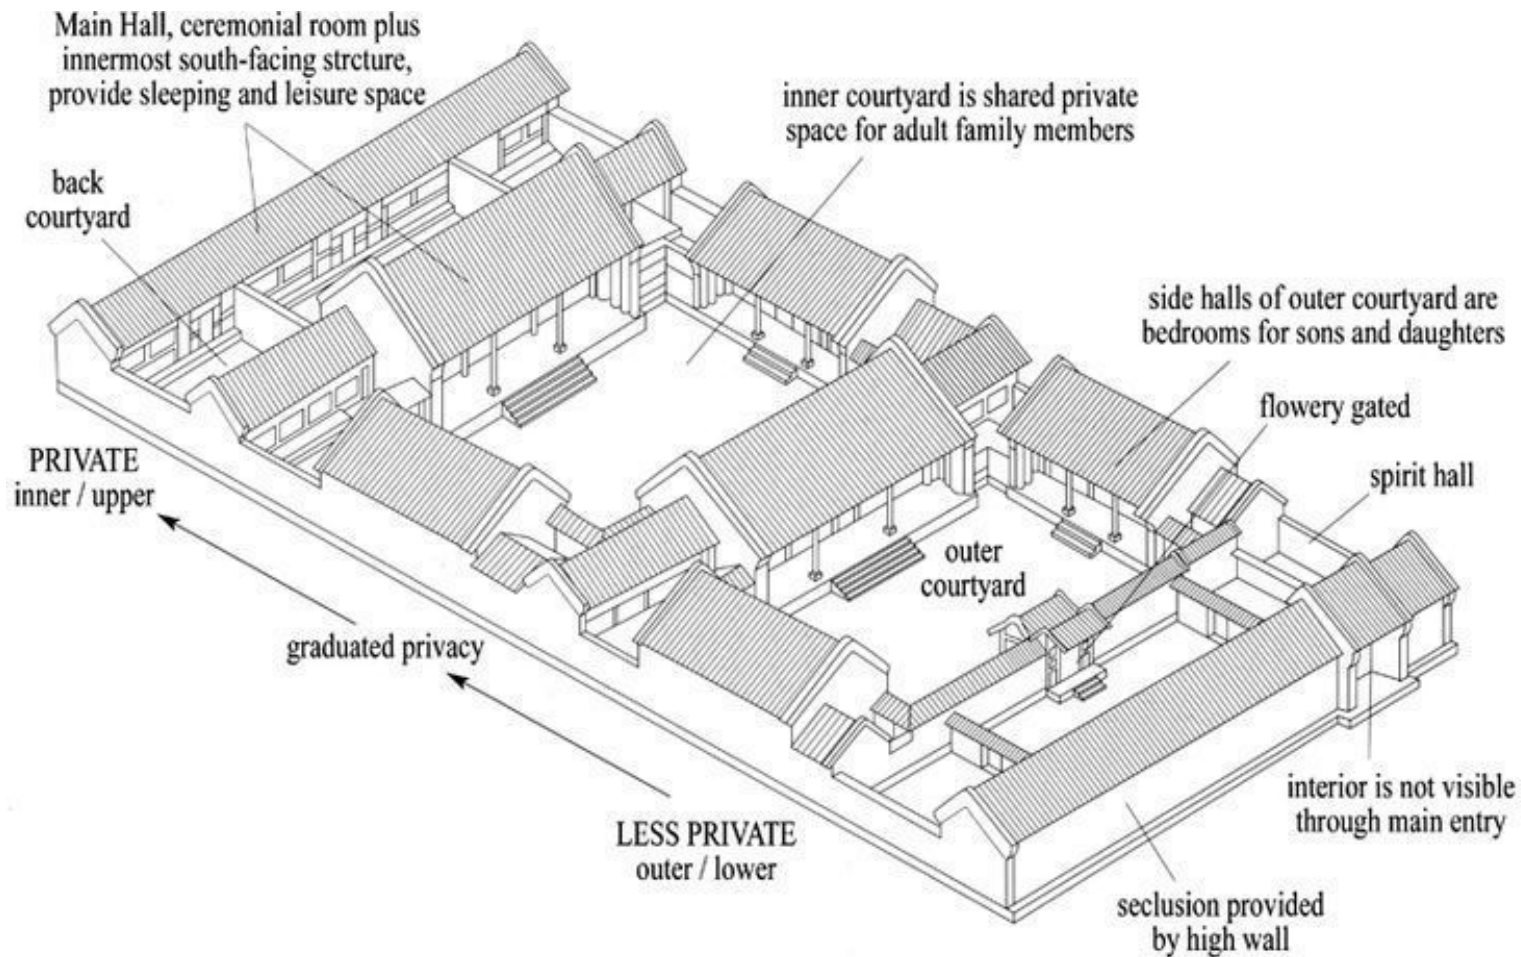 Main Hall, ceremonial room plus
innermost south-facing strcture,
provide sleeping and leisure space
inner courtyard is shared private
space for adult family members
back
courtyard
side halls of outer courtyard are
bedrooms for sons and daughters
flowery gated
spirit hall
PRIVATE
inner / upper
outer
courtyard
graduated privacy
interior is not visible
through main entry
LESS PRIVATE
outer / lower
seclusion provided
by high wall